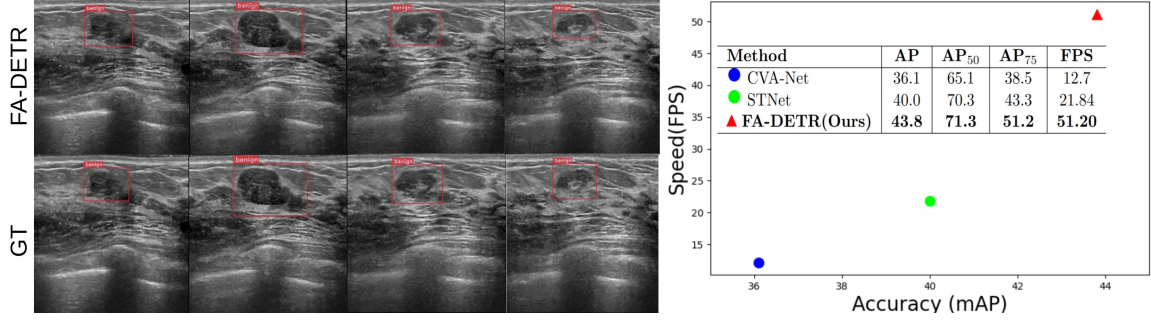 FA-DETR
benign
benign
benign
benign
GT
benign
benign
benign
benign
Speed(FPS)
50
45
40
35
30
25
20
15
Method AP AP50 AP75 FPS
CVA-Net 36.1 65.1 38.5 12.7
STNet 40.0 70.3 43.3 21.84
FA-DETR(Ours) 43.8 71.3 51.2 51.20
36 38 40 42 44
Accuracy (mAP)